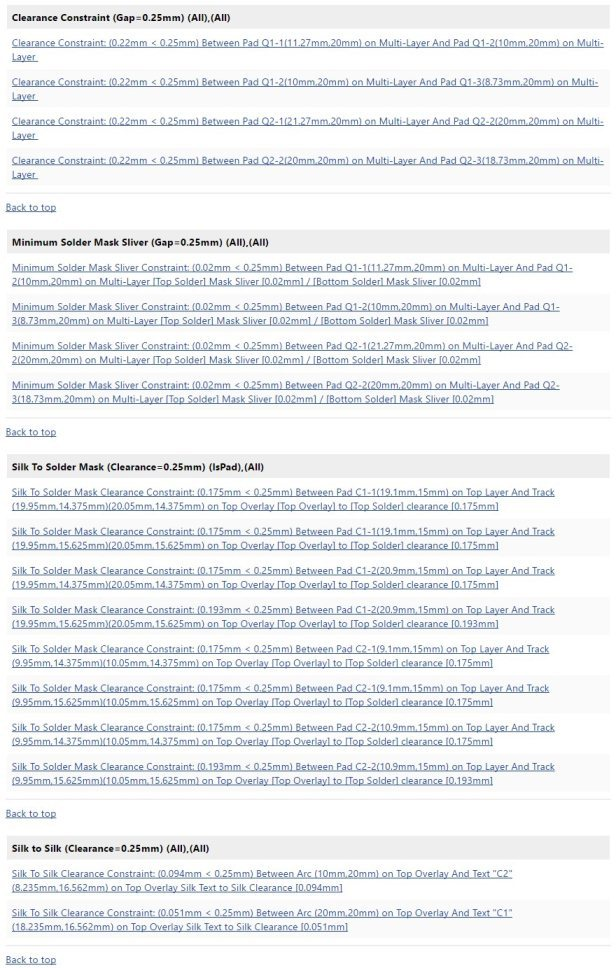 Clearance Constraint (Gap=0.25mm) (All),(All)
Clearance Constraint: (0.22mm < 0.25mm) Between Pad Q1-1(11.27mm,20mm) on Multi-Layer And Pad Q1-2(10mm,20mm) on Multi-
Layer
Clearance Constraint: (0.22mm < 0.25mm) Between Pad Q1-2(10mm,20mm) on Multi-Layer And Pad Q1-3(8.73mm,20mm) on Multi-
Layer
Clearance Constraint: (0.22mm < 0.25mm) Between Pad Q2-1(21.27mm,20mm) on Multi-Layer And Pad Q2-2(20mm,20mm) on Multi-
Layer
Clearance Constraint: (0.22mm < 0.25mm) Between Pad Q2-2(20mm,20mm) on Multi-Layer And Pad Q2-3(18.73mm,20mm) on Multi-
Layer
Back to top
Minimum Solder Mask Sliver (Gap=0.25mm) (All),(All)
Minimum Solder Mask Sliver Constraint: (0.02mm < 0.25mm) Between Pad Q1-1(11.27mm,20mm) on Multi-Layer And Pad Q1-
2(10mm,20mm) on Multi-Layer [Top Solder] Mask Sliver [0.02mm] / [Bottom Solder] Mask Sliver [0.02mm]
Minimum Solder Mask Sliver Constraint: (0.02mm < 0.25mm) Between Pad Q1-2(10mm,20mm) on Multi-Layer And Pad Q1-
3(8.73mm,20mm) on Multi-Layer [Top Solder] Mask Sliver [0.02mm] / [Bottom Solder] Mask Sliver [0.02mm]
Minimum Solder Mask Sliver Constraint: (0.02mm < 0.25mm) Between Pad Q2-1(21.27mm,20mm) on Multi-Layer And Pad Q2-
2(20mm,20mm) on Multi-Layer [Top Solder] Mask Sliver [0.02mm] / [Bottom Solder] Mask Sliver [0.02mm]
Minimum Solder Mask Sliver Constraint: (0.02mm < 0.25mm) Between Pad Q2-2(20mm,20mm) on Multi-Layer And Pad Q2-
3(18.73mm,20mm) on Multi-Layer [Top Solder] Mask Sliver [0.02mm] / [Bottom Solder] Mask Sliver [0.02mm]
Back to top
Silk To Solder Mask (Clearance=0.25mm) (IsPad),(All)
Silk To Solder Mask Clearance Constraint: (0.175mm < 0.25mm) Between Pad C1-1(19.1mm,15mm) on Top Layer And Track
(19.95mm,14.375mm)(20.05mm,14.375mm) on Top Overlay [Top Overlay] to [Top Solder] clearance [0.175mm]
Silk To Solder Mask Clearance Constraint: (0.175mm < 0.25mm) Between Pad C1-1(19.1mm,15mm) on Top Layer And Track
(19.95mm,15.625mm)(20.05mm,15.625mm) on Top Overlay [Top Overlay] to [Top Solder] clearance [0.175mm]
Silk To Solder Mask Clearance Constraint: (0.175mm < 0.25mm) Between Pad C1-2(20.9mm,15mm) on Top Layer And Track
(19.95mm,14.375mm)(20.05mm,14.375mm) on Top Overlay [Top Overlay] to [Top Solder] clearance [0.175mm]
Silk To Solder Mask Clearance Constraint: (0.193mm < 0.25mm) Between Pad C1-2(20.9mm,15mm) on Top Layer And Track
(19.95mm,15.625mm)(20.05mm,15.625mm) on Top Overlay [Top Overlay] to [Top Solder] clearance [0.193mm]
Silk To Solder Mask Clearance Constraint: (0.175mm < 0.25mm) Between Pad C2-1(9.1mm,15mm) on Top Layer And Track
(9.95mm,14.375mm)(10.05mm,14.375mm) on Top Overlay [Top Overlay] to [Top Solder] clearance [0.175mm]
Silk To Solder Mask Clearance Constraint: (0.175mm < 0.25mm) Between Pad C2-1(9.1mm,15mm) on Top Layer And Track
(9.95mm,15.625mm)(10.05mm,15.625mm) on Top Overlay [Top Overlay] to [Top Solder] clearance [0.175mm]
Silk To Solder Mask Clearance Constraint: (0.175mm < 0.25mm) Between Pad C2-2(10.9mm,15mm) on Top Layer And Track
(9.95mm,14.375mm)(10.05mm,14.375mm) on Top Overlay [Top Overlay] to [Top Solder] clearance [0.175mm]
Silk To Solder Mask Clearance Constraint: (0.193mm < 0.25mm) Between Pad C2-2(10.9mm,15mm) on Top Layer And Track
(9.95mm,15.625mm)(10.05mm,15.625mm) on Top Overlay [Top Overlay] to [Top Solder] clearance [0.193mm]
Back to top
Silk to Silk (Clearance=0.25mm) (All),(All)
Silk To Silk Clearance Constraint: (0.094mm < 0.25mm) Between Arc (10mm,20mm) on Top Overlay And Text "C2"
(8.235mm,16.562mm) on Top Overlay Silk Text to Silk Clearance [0.094mm]
Silk To Silk Clearance Constraint: (0.051mm < 0.25mm) Between Arc (20mm,20mm) on Top Overlay And Text "C1"
(18.235mm,16.562mm) on Top Overlay Silk Text to Silk Clearance [0.051mm]
Back to top